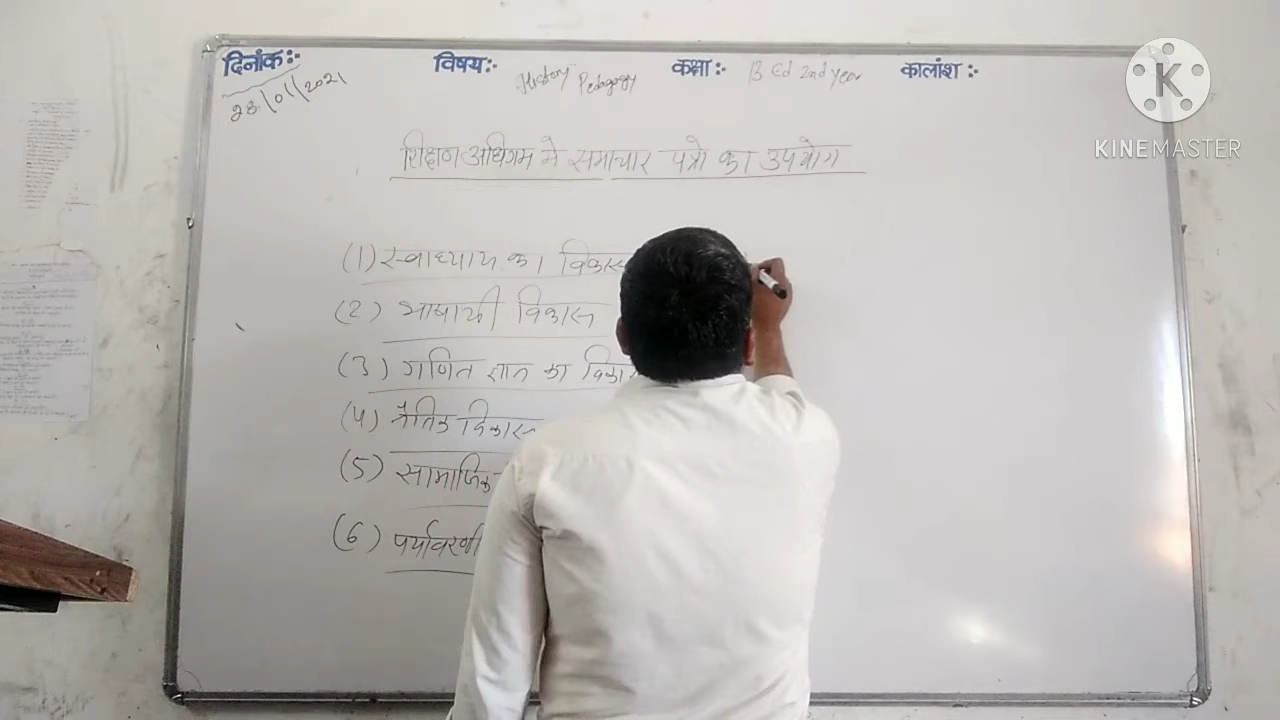 दिनांक:- विषय:- History Pedagogy कक्षा:- B Ed 2nd year कालांश:-
28/01/2021
KINEMASTER
शिक्षण अधिगम मे समाचार पत्रो का उपयोग
(1) स्वाध्याय का विकास
(2) भाषायी विकास
(3) गणित ज्ञान का विकास
(4) नैतिक विकास
(5) सामाजिक
(6) पर्यावरणी